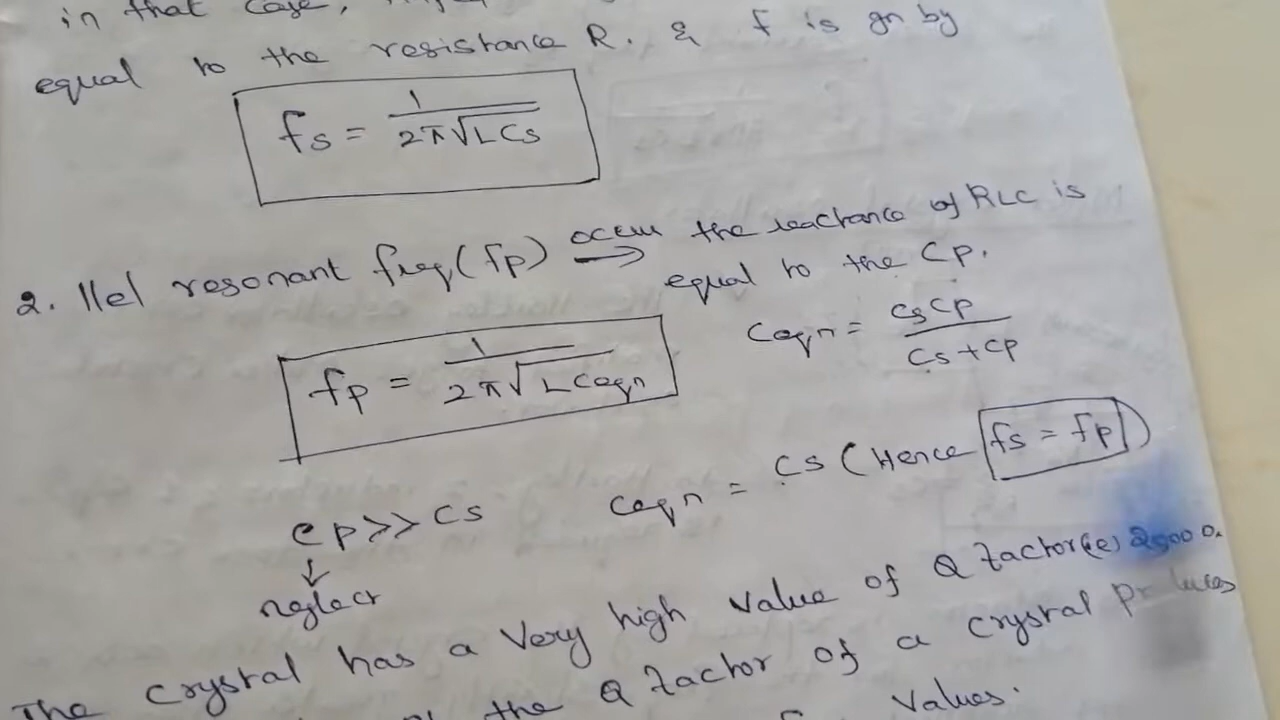 in that case,
equal to the resistance R. & f is gn by
fs = 1 / 2π√LCs
2. llel resonant freq(fp) occur ⟹ the reactance of RLC is
equal to the Cp.
fp = 1 / 2π√LCeqn
Ceqn = CsCp / Cs+Cp
Cp>>Cs
Ceqn = Cs (Hence fs = fp)
↓
neglect
The crystal has a very high value of Q factor(ie)
the Q factor of a crystal
values.